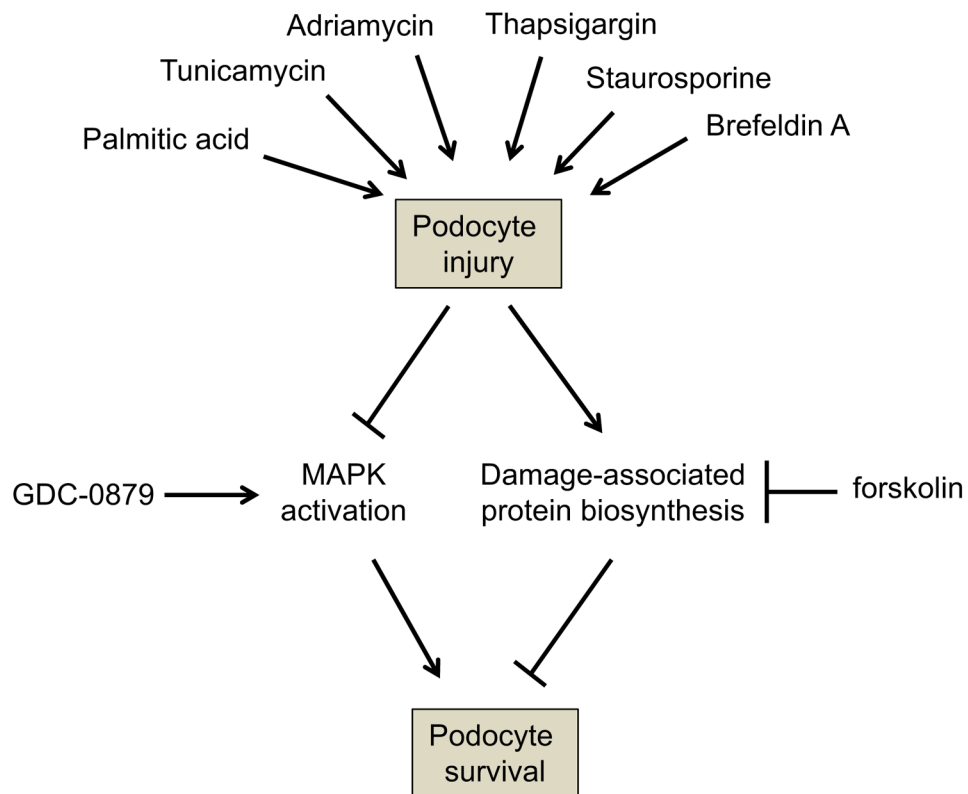 Adriamycin
Thapsigargin
Tunicamycin
Staurosporine
Palmitic acid
Brefeldin A
Podocyte
injury
GDC-0879
MAPK
activation
Damage-associated
protein biosynthesis
forskolin
Podocyte
survival